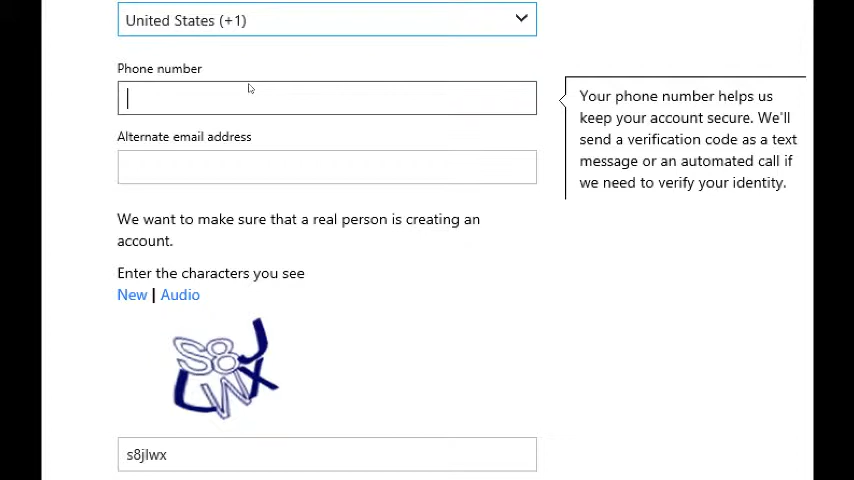 United States (+1)
Phone number
Your phone number helps us
keep your account secure. We'll
send a verification code as a text
message or an automated call if
we need to verify your identity.
Alternate email address
We want to make sure that a real person is creating an
account.
Enter the characters you see
New | Audio
S8J
LWX
s8jlwx